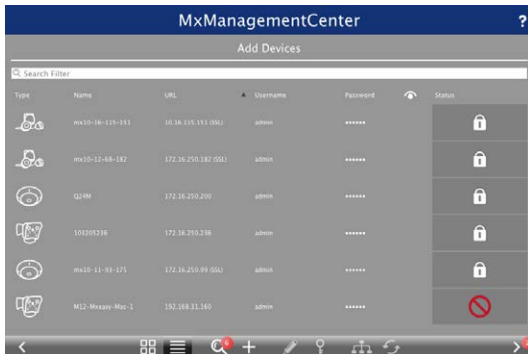 MxManagementCenter ?
Add Devices
Search Filter
Type Name URL Username Password Status
mx10-16-115-151 10.16.115.151 (SSL) admin ••••••
mx10-12-68-182 172.16.250.182 (SSL) admin ••••••
Q24M 172.16.250.200 admin ••••••
103205236 172.16.250.236 admin ••••••
mx10-11-93-175 172.16.250.99 (SSL) admin ••••••
M12-Mxeasy-Mac-1 192.168.31.160 admin ••••••
6